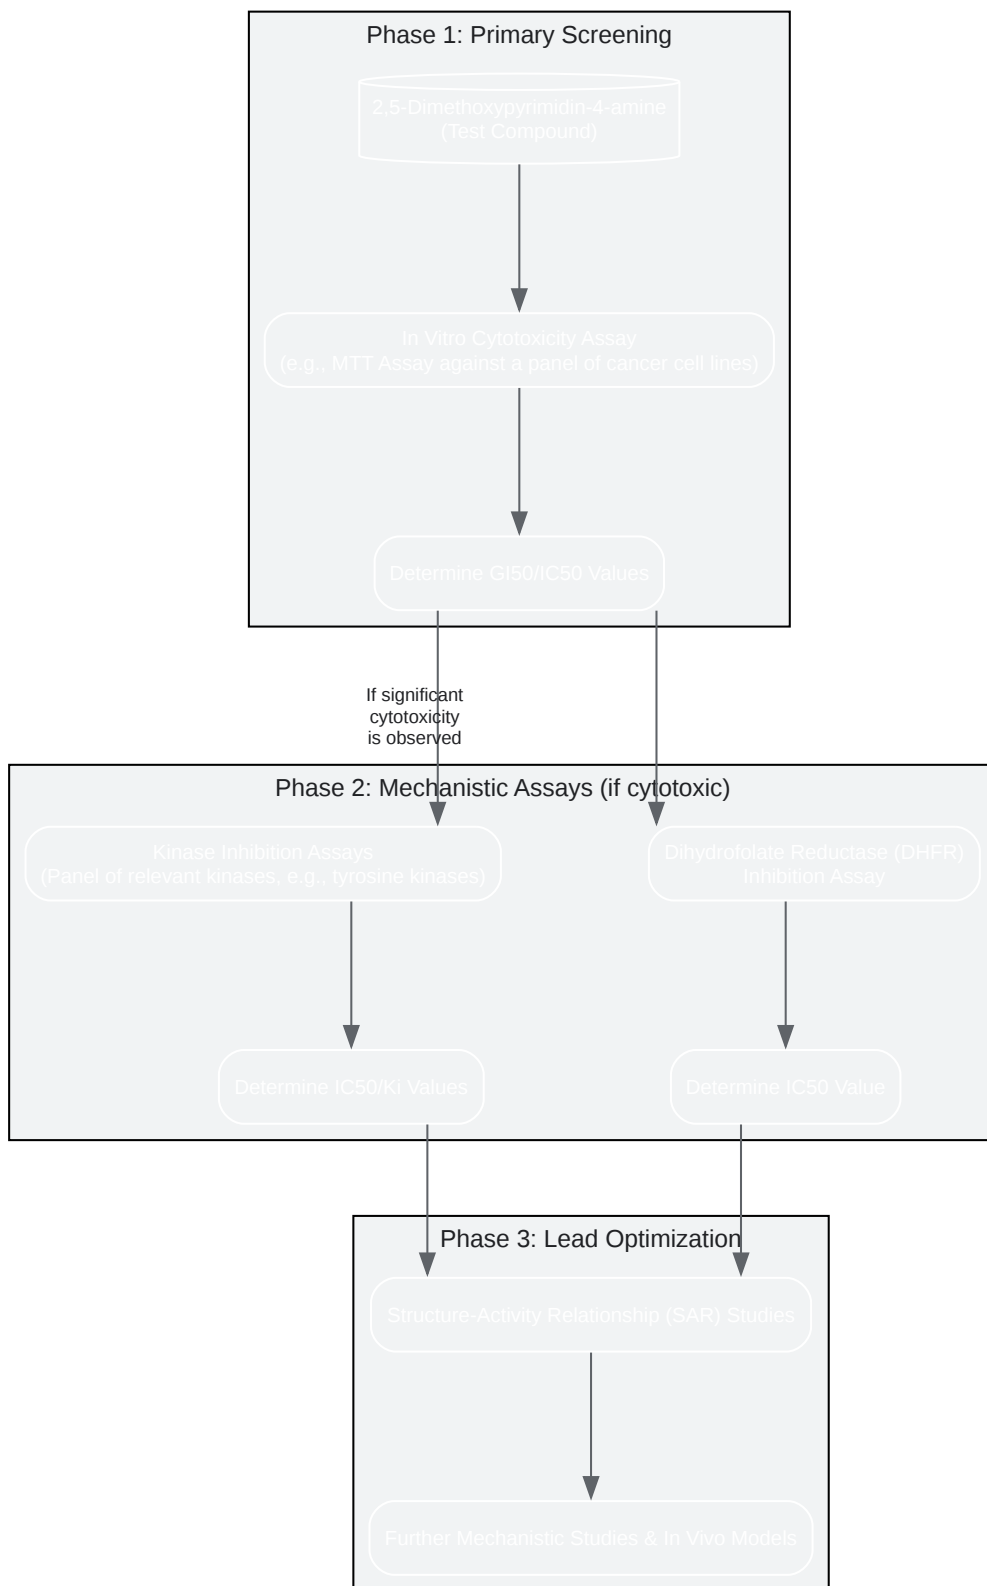 Phase 1: Primary Screening
2,5-Dimethoxypyrimidin-4-amine
(Test Compound)
In Vitro Cytotoxicity Assay
(e.g., MTT Assay against a panel of cancer cell lines)
Determine GI50/IC50 Values
If significant
cytotoxicity
is observed
Phase 2: Mechanistic Assays (if cytotoxic)
Kinase Inhibition Assays
(Panel of relevant kinases, e.g., tyrosine kinases)
Dihydrofolate Reductase (DHFR)
Inhibition Assay
Determine IC50/Ki Values
Determine IC50 Value
Phase 3: Lead Optimization
Structure-Activity Relationship (SAR) Studies
Further Mechanistic Studies & In Vivo Models